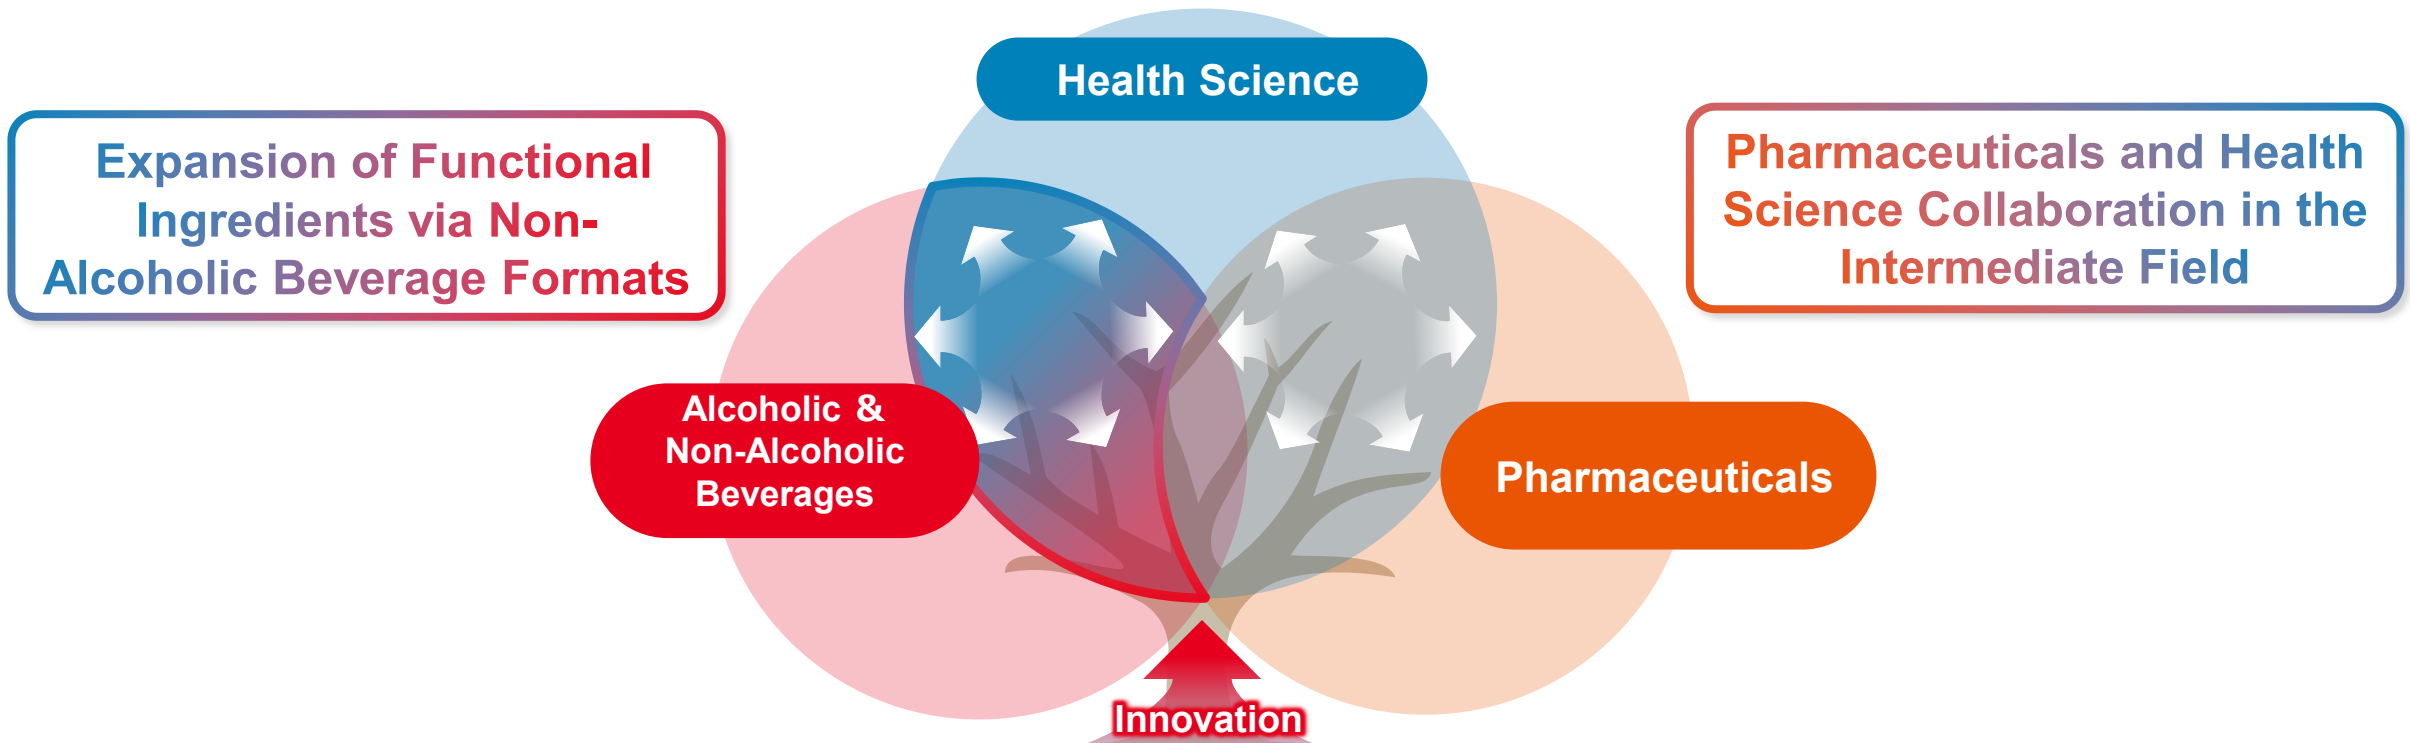 Health Science
Expansion of Functional
Ingredients via Non-
Alcoholic Beverage Formats
Pharmaceuticals and Health
Science Collaboration in the
Intermediate Field
Alcoholic &
Non-Alcoholic
Beverages
Pharmaceuticals
Innovation